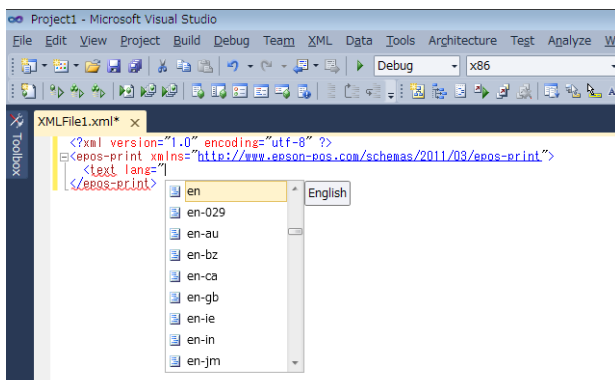 Project1 - Microsoft Visual Studio
File Edit View Project Build Debug Team XML Data Tools Architecture Test Analyze W
Debug x86
XMLFile1.xml* ×
Toolbox
<?xml version="1.0" encoding="utf-8" ?>
<epos-print xmlns="http://www.epson-pos.com/schemas/2011/03/epos-print">
<text lang="
</epos-print>
en English
en-029
en-au
en-bz
en-ca
en-gb
en-ie
en-in
en-jm